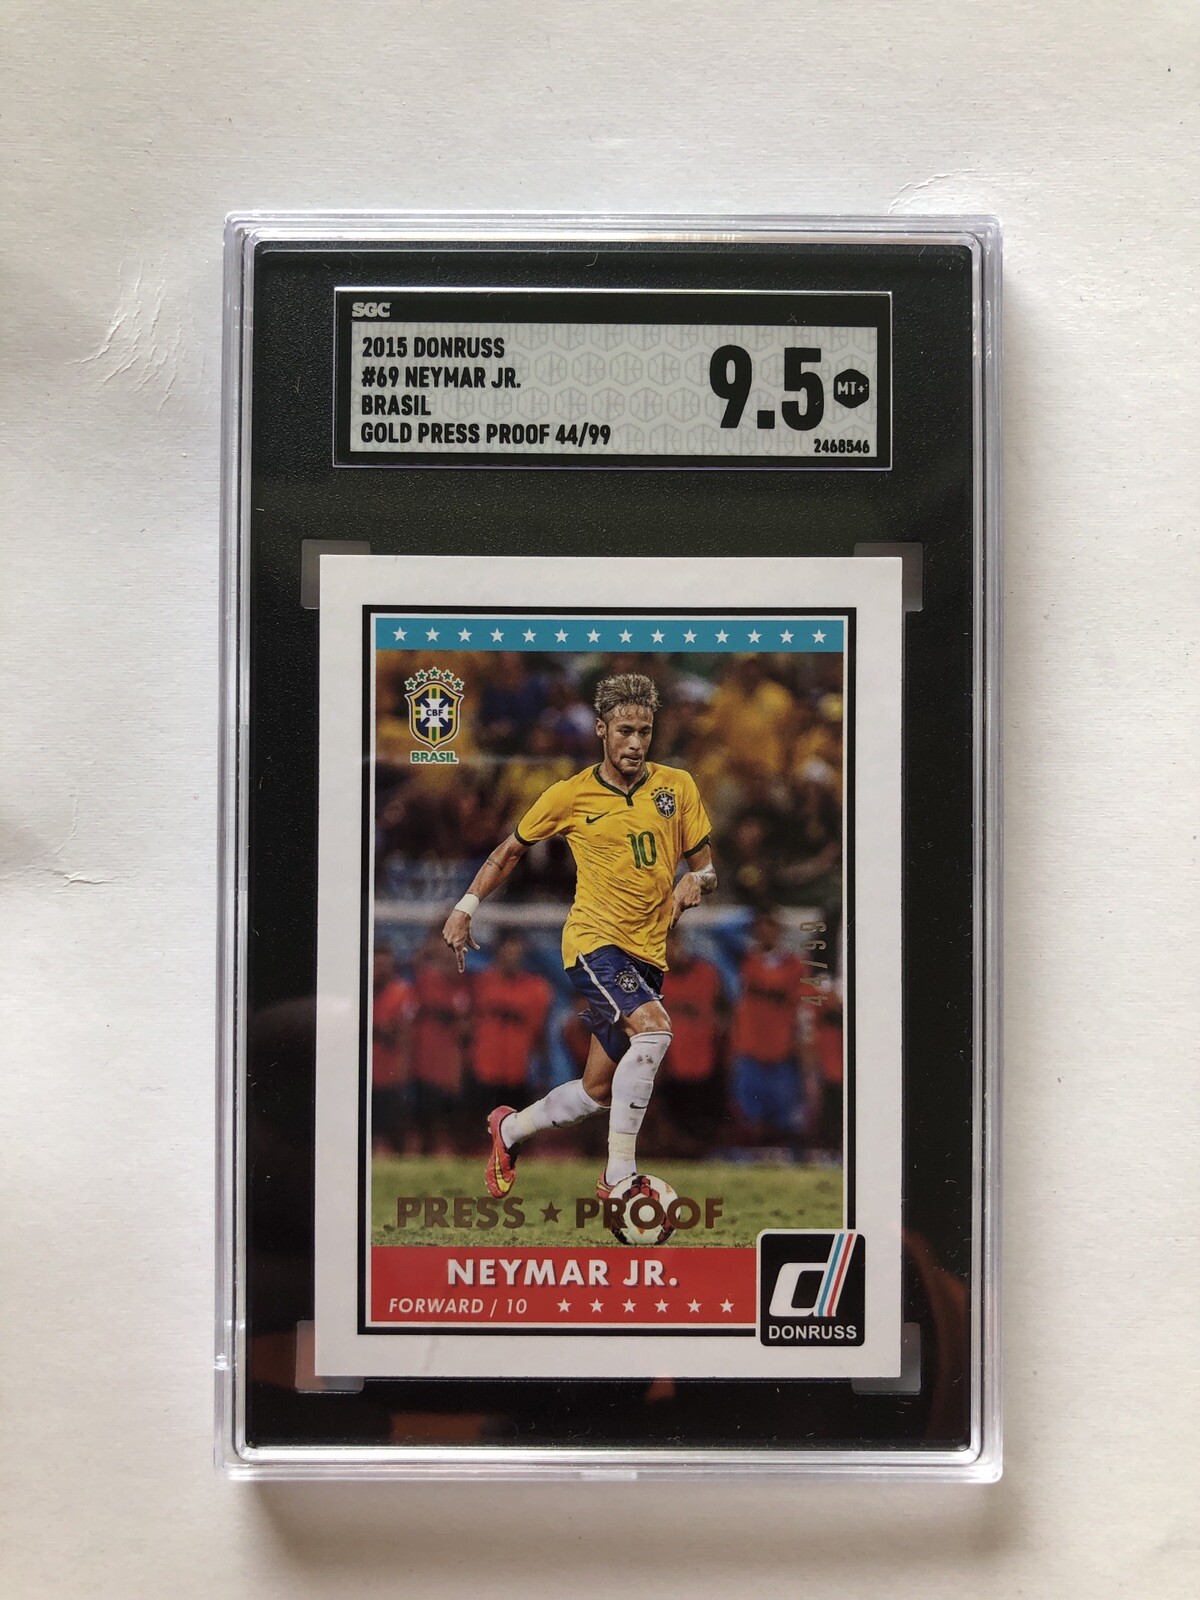 SGC
2015 DONRUSS
#69 NEYMAR JR.
BRASIL
GOLD PRESS PROOF 44/99
9.5
MT+
2468546
CBF
BRASIL
10
44/99
PRESS ★ PROOF
NEYMAR JR.
FORWARD / 10
d
DONRUSS